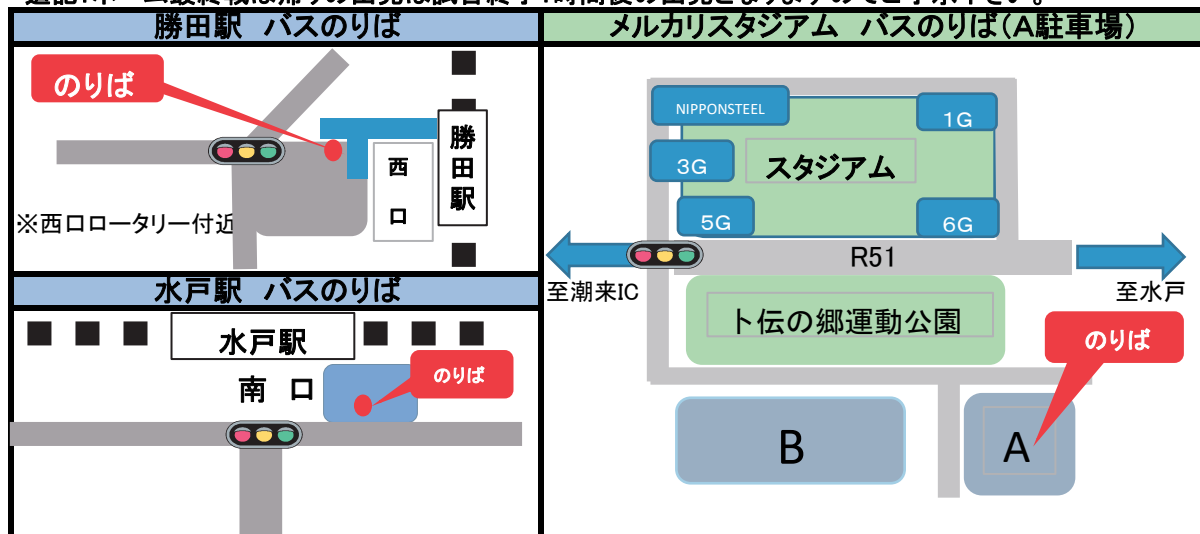 勝田駅 バスのりば
のりば
勝田駅
西口
※西口ロータリー付近
水戸駅 バスのりば
水戸駅
南 口
のりば
メルカリスタジアム バスのりば(A駐車場)
NIPPONSTEEL
1G
3G
スタジアム
5G
6G
R51
至潮来IC
至水戸
卜伝の郷運動公園
のりば
B
A